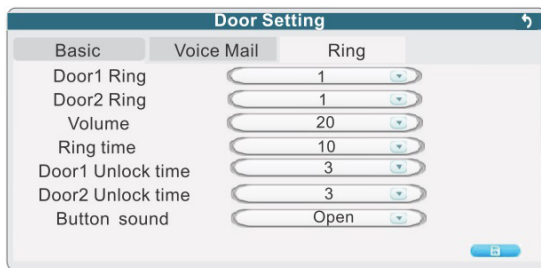 Door Setting
Basic Voice Mail Ring
Door1 Ring 1
Door2 Ring 1
Volume 20
Ring time 10
Door1 Unlock time 3
Door2 Unlock time 3
Button sound Open